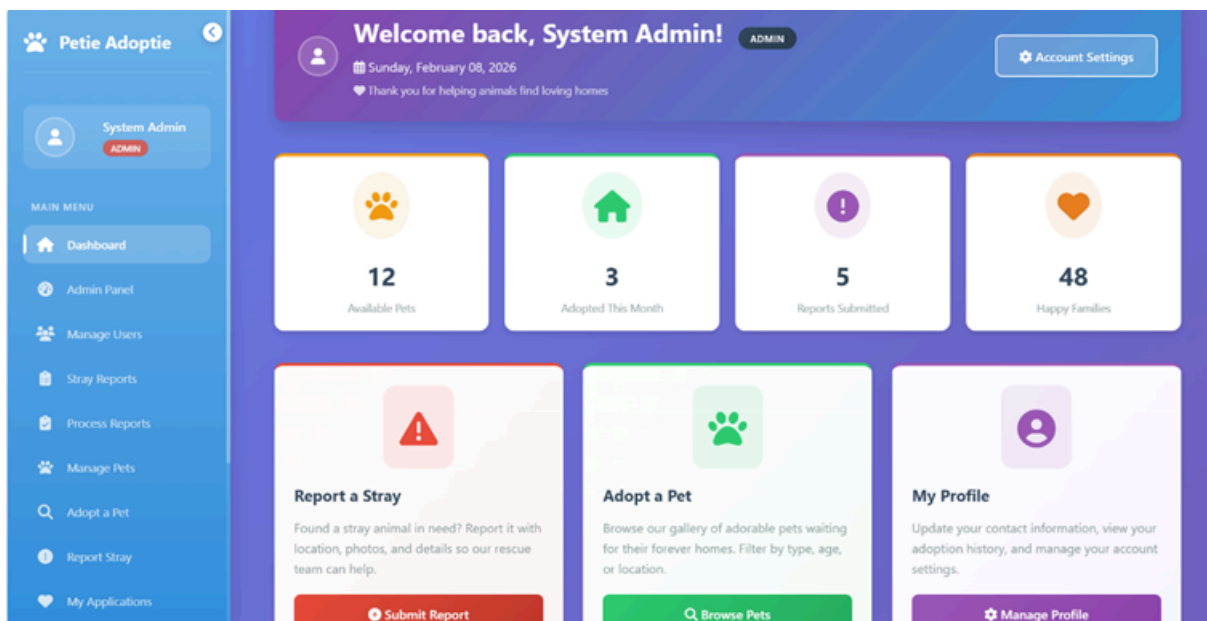 Petie Adoptie
System Admin
ADMIN
MAIN MENU
Dashboard
Admin Panel
Manage Users
Stray Reports
Process Reports
Manage Pets
Adopt a Pet
Report Stray
My Applications
Welcome back, System Admin! ADMIN
Sunday, February 08, 2026
Thank you for helping animals find loving homes
Account Settings
12
Available Pets
3
Adopted This Month
5
Reports Submitted
48
Happy Families
Report a Stray
Found a stray animal in need? Report it with
location, photos, and details so our rescue
team can help.
Submit Report
Adopt a Pet
Browse our gallery of adorable pets waiting
for their forever homes. Filter by type, age,
or location.
Browse Pets
My Profile
Update your contact information, view your
adoption history, and manage your account
settings.
Manage Profile